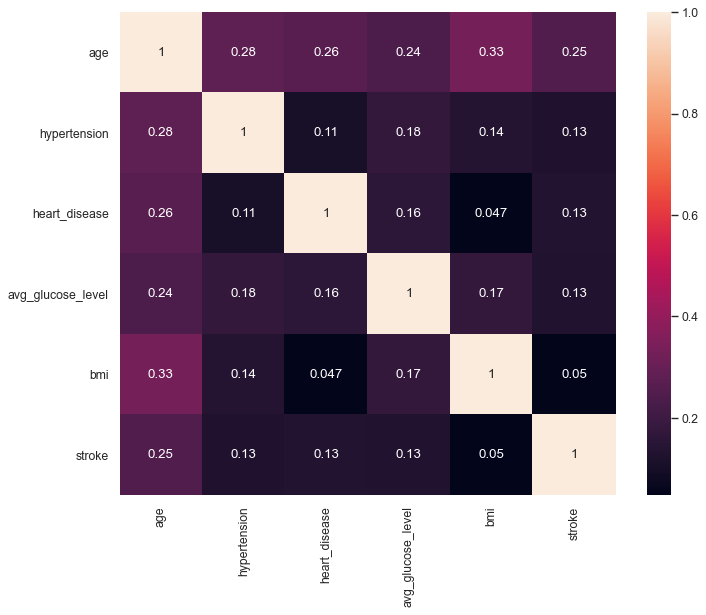 age 1 0.28 0.26 0.24 0.33 0.25
hypertension 0.28 1 0.11 0.18 0.14 0.13
heart_disease 0.26 0.11 1 0.16 0.047 0.13
avg_glucose_level 0.24 0.18 0.16 1 0.17 0.13
bmi 0.33 0.14 0.047 0.17 1 0.05
stroke 0.25 0.13 0.13 0.13 0.05 1
age hypertension heart_disease avg_glucose_level bmi stroke
1.0
0.8
0.6
0.4
0.2